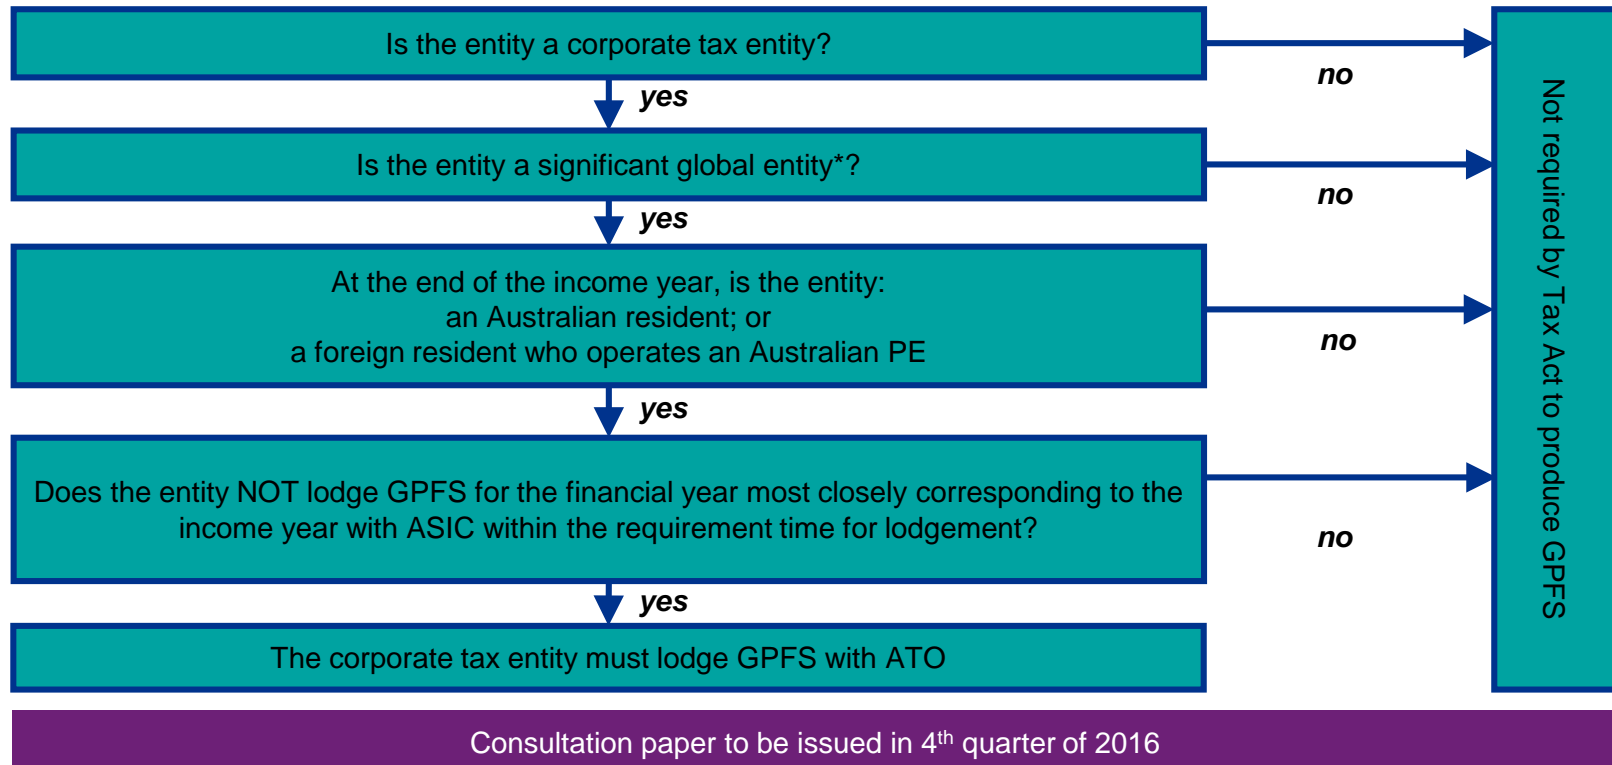 Is the entity a corporate tax entity?
no
yes
Is the entity a significant global entity*?
no
yes
At the end of the income year, is the entity:
an Australian resident; or
a foreign resident who operates an Australian PE
no
yes
Does the entity NOT lodge GPFS for the financial year most closely corresponding to the
income year with ASIC within the requirement time for lodgement?
no
yes
The corporate tax entity must lodge GPFS with ATO
Not required by Tax Act to produce GPFS
Consultation paper to be issued in 4th quarter of 2016